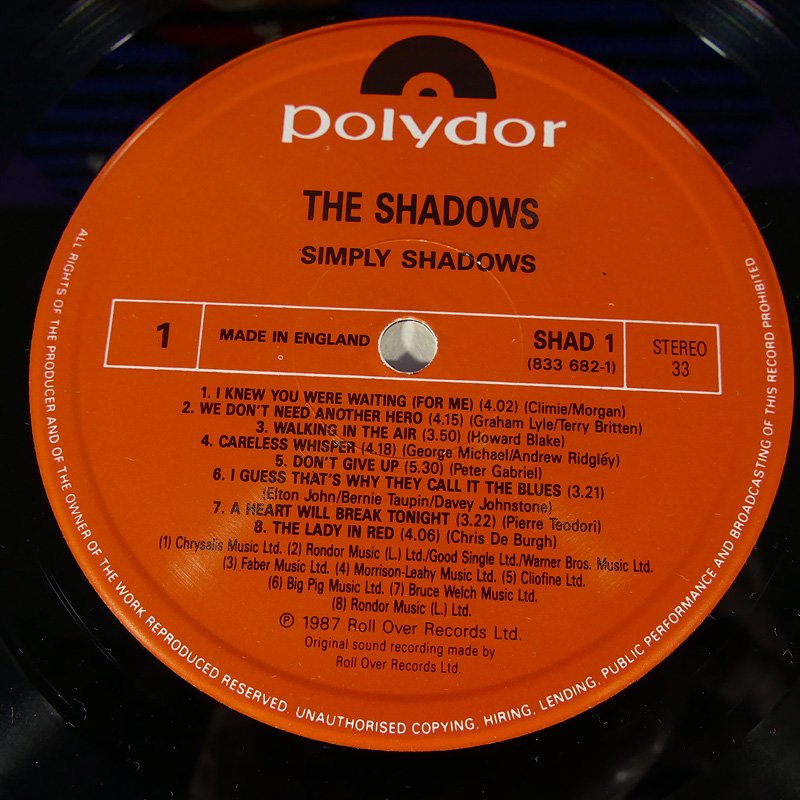 polydor
THE SHADOWS
SIMPLY SHADOWS
1
MADE IN ENGLAND
SHAD 1
(833 682-1)
STEREO
33
1. I KNEW YOU WERE WAITING (FOR ME) (4.02) (Climie/Morgan)
2. WE DON'T NEED ANOTHER HERO (4.15) (Graham Lyle/Terry Britten)
3. WALKING IN THE AIR (3.50) (Howard Blake)
4. CARELESS WHISPER (4.18) (George Michael/Andrew Ridgley)
5. DON'T GIVE UP (5.30) (Peter Gabriel)
6. I GUESS THAT'S WHY THEY CALL IT THE BLUES (3.21)
(Elton John/Bernie Taupin/Davey Johnstone)
7. A HEART WILL BREAK TONIGHT (3.22) (Pierre Teodori)
8. THE LADY IN RED (4.06) (Chris De Burgh)
(1) Chrysalis Music Ltd. (2) Rondor Music (L.) Ltd./Good Single Ltd./Warner Bros. Music Ltd.
(3) Faber Music Ltd. (4) Morrison-Leahy Music Ltd. (5) Cliofine Ltd.
(6) Big Pig Music Ltd. (7) Bruce Welch Music Ltd.
(8) Rondor Music (L.) Ltd.
℗ 1987 Roll Over Records Ltd.
Original sound recording made by
Roll Over Records Ltd.
ALL RIGHTS OF THE PRODUCER AND OF THE OWNER OF THE WORK REPRODUCED RESERVED. UNAUTHORISED COPYING, HIRING, LENDING, PUBLIC PERFORMANCE AND BROADCASTING OF THIS RECORD PROHIBITED